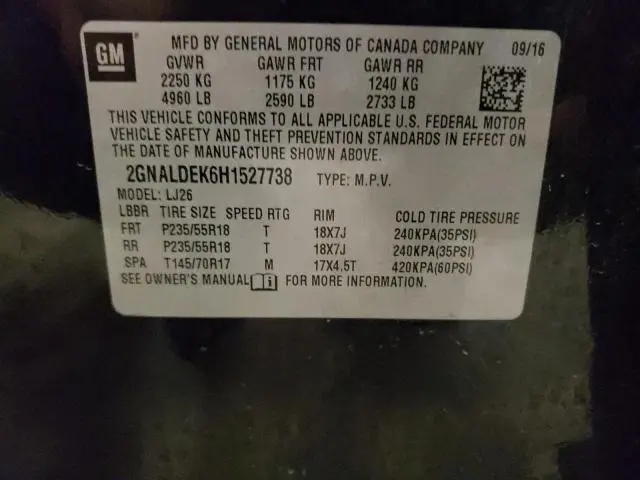 GM MFD BY GENERAL MOTORS OF CANADA COMPANY 09/16
GVWR GAWR FRT GAWR RR
2250 KG 1175 KG 1240 KG
4960 LB 2590 LB 2733 LB
THIS VEHICLE CONFORMS TO ALL APPLICABLE U.S. FEDERAL MOTOR
VEHICLE SAFETY AND THEFT PREVENTION STANDARDS IN EFFECT ON
THE DATE OF MANUFACTURE SHOWN ABOVE.
2GNALDEK6H1527738 TYPE: M.P.V.
MODEL: LJ26
LBBR TIRE SIZE SPEED RTG RIM COLD TIRE PRESSURE
FRT P235/55R18 T 18X7J 240KPA(35PSI)
RR P235/55R18 T 18X7J 240KPA(35PSI)
SPA T145/70R17 M 17X4.5T 420KPA(60PSI)
SEE OWNER'S MANUAL i FOR MORE INFORMATION.